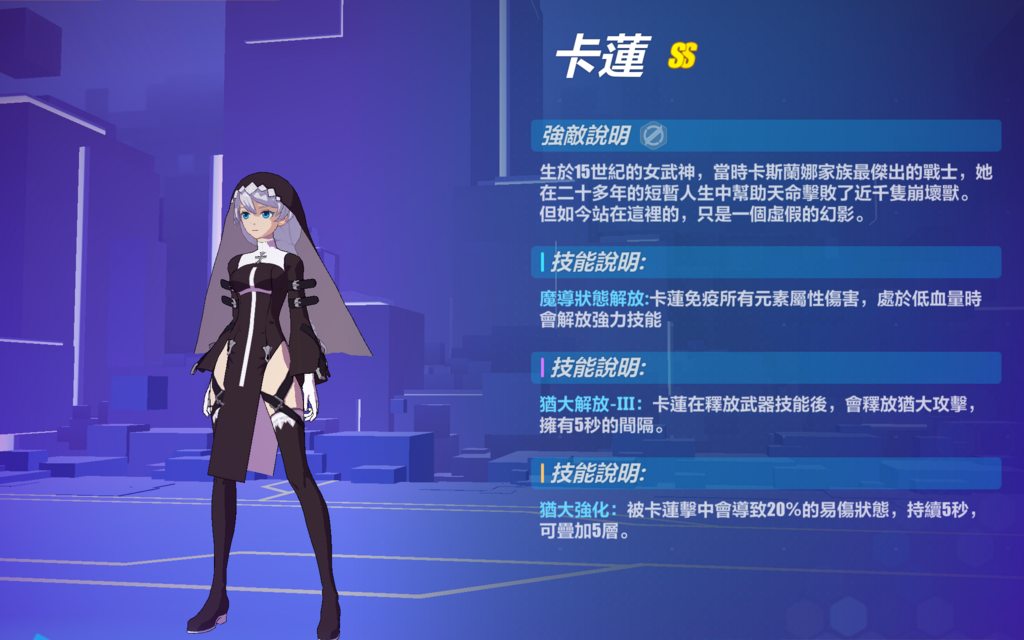 卡蓮 SS
強敵說明
生於15世紀的女武神，當時卡斯蘭娜家族最傑出的戰士，她
在二十多年的短暫人生中幫助天命擊敗了近千隻崩壞獸。
但如今站在這裡的，只是一個虛假的幻影。
技能說明:
魔導狀態解放:卡蓮免疫所有元素屬性傷害，處於低血量時
會解放強力技能
技能說明:
猶大解放-III：卡蓮在釋放武器技能後，會釋放猶大攻擊，
擁有5秒的間隔。
技能說明:
猶大強化：被卡蓮擊中會導致20%的易傷狀態，持續5秒，
可疊加5層。